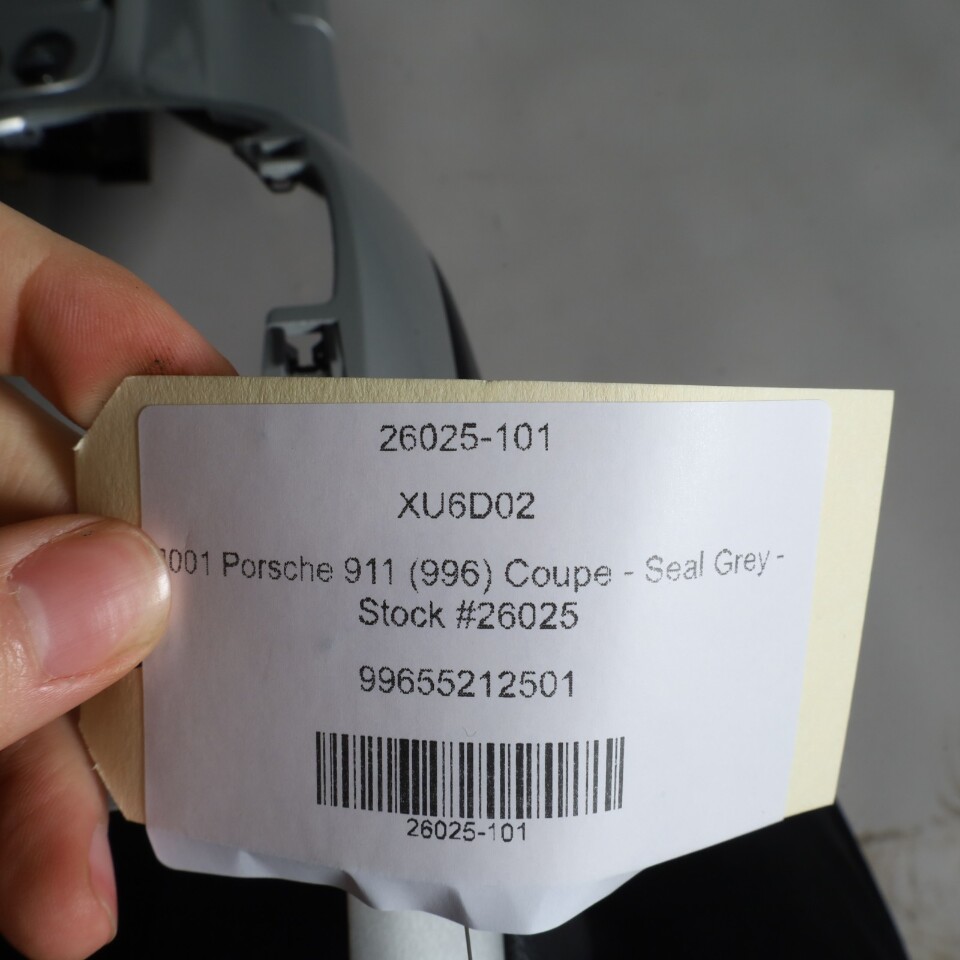 26025-101
XU6D02
001 Porsche 911 (996) Coupe - Seal Grey -
Stock #26025
99655212501
26025-101